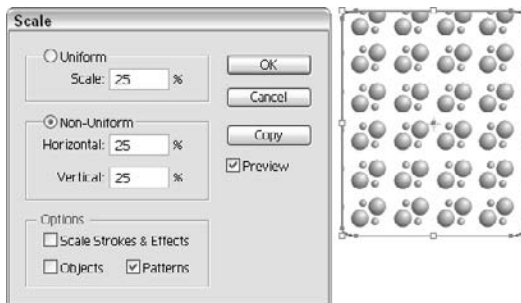 Scale
Uniform
Scale: 25 %
OK
Cancel
Non-Uniform
Horizontal: 25 %
Vertical: 25 %
Copy
Preview
Options
Scale Strokes & Effects
Objects Patterns